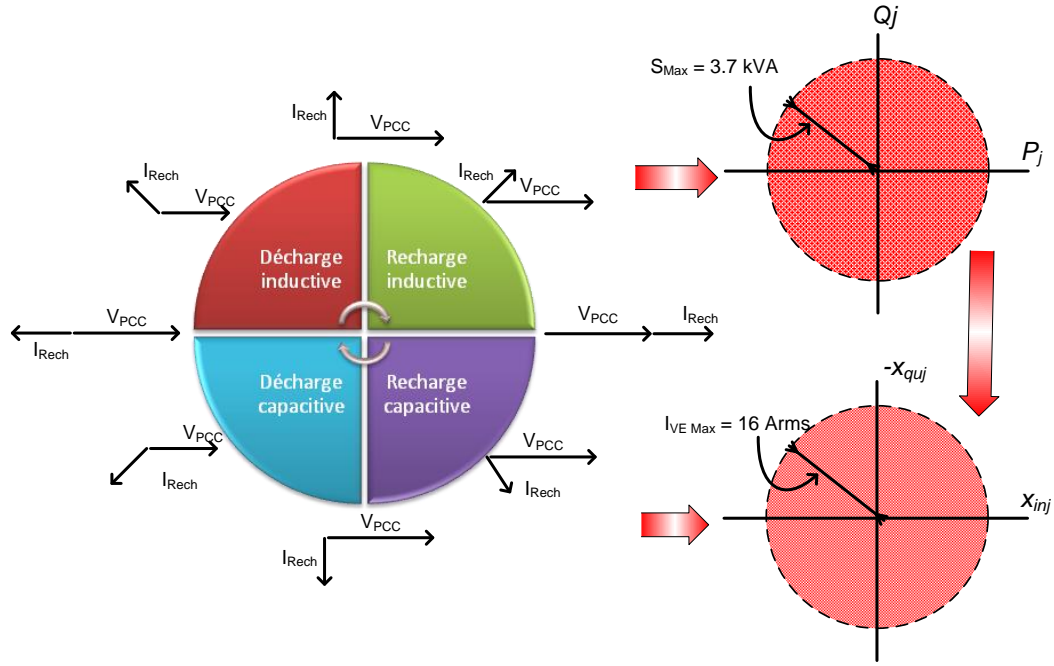 I_Rech
V_PCC
I_Rech
V_PCC
I_Rech
V_PCC
Décharge
inductive
Recharge
inductive
V_PCC
I_Rech
V_PCC
I_Rech
Décharge
capacitive
Recharge
capacitive
V_PCC
I_Rech
V_PCC
I_Rech
V_PCC
I_Rech
Qj
S_Max = 3.7 kVA
P_j
-x_quj
I_VE Max = 16 Arms
x_inj